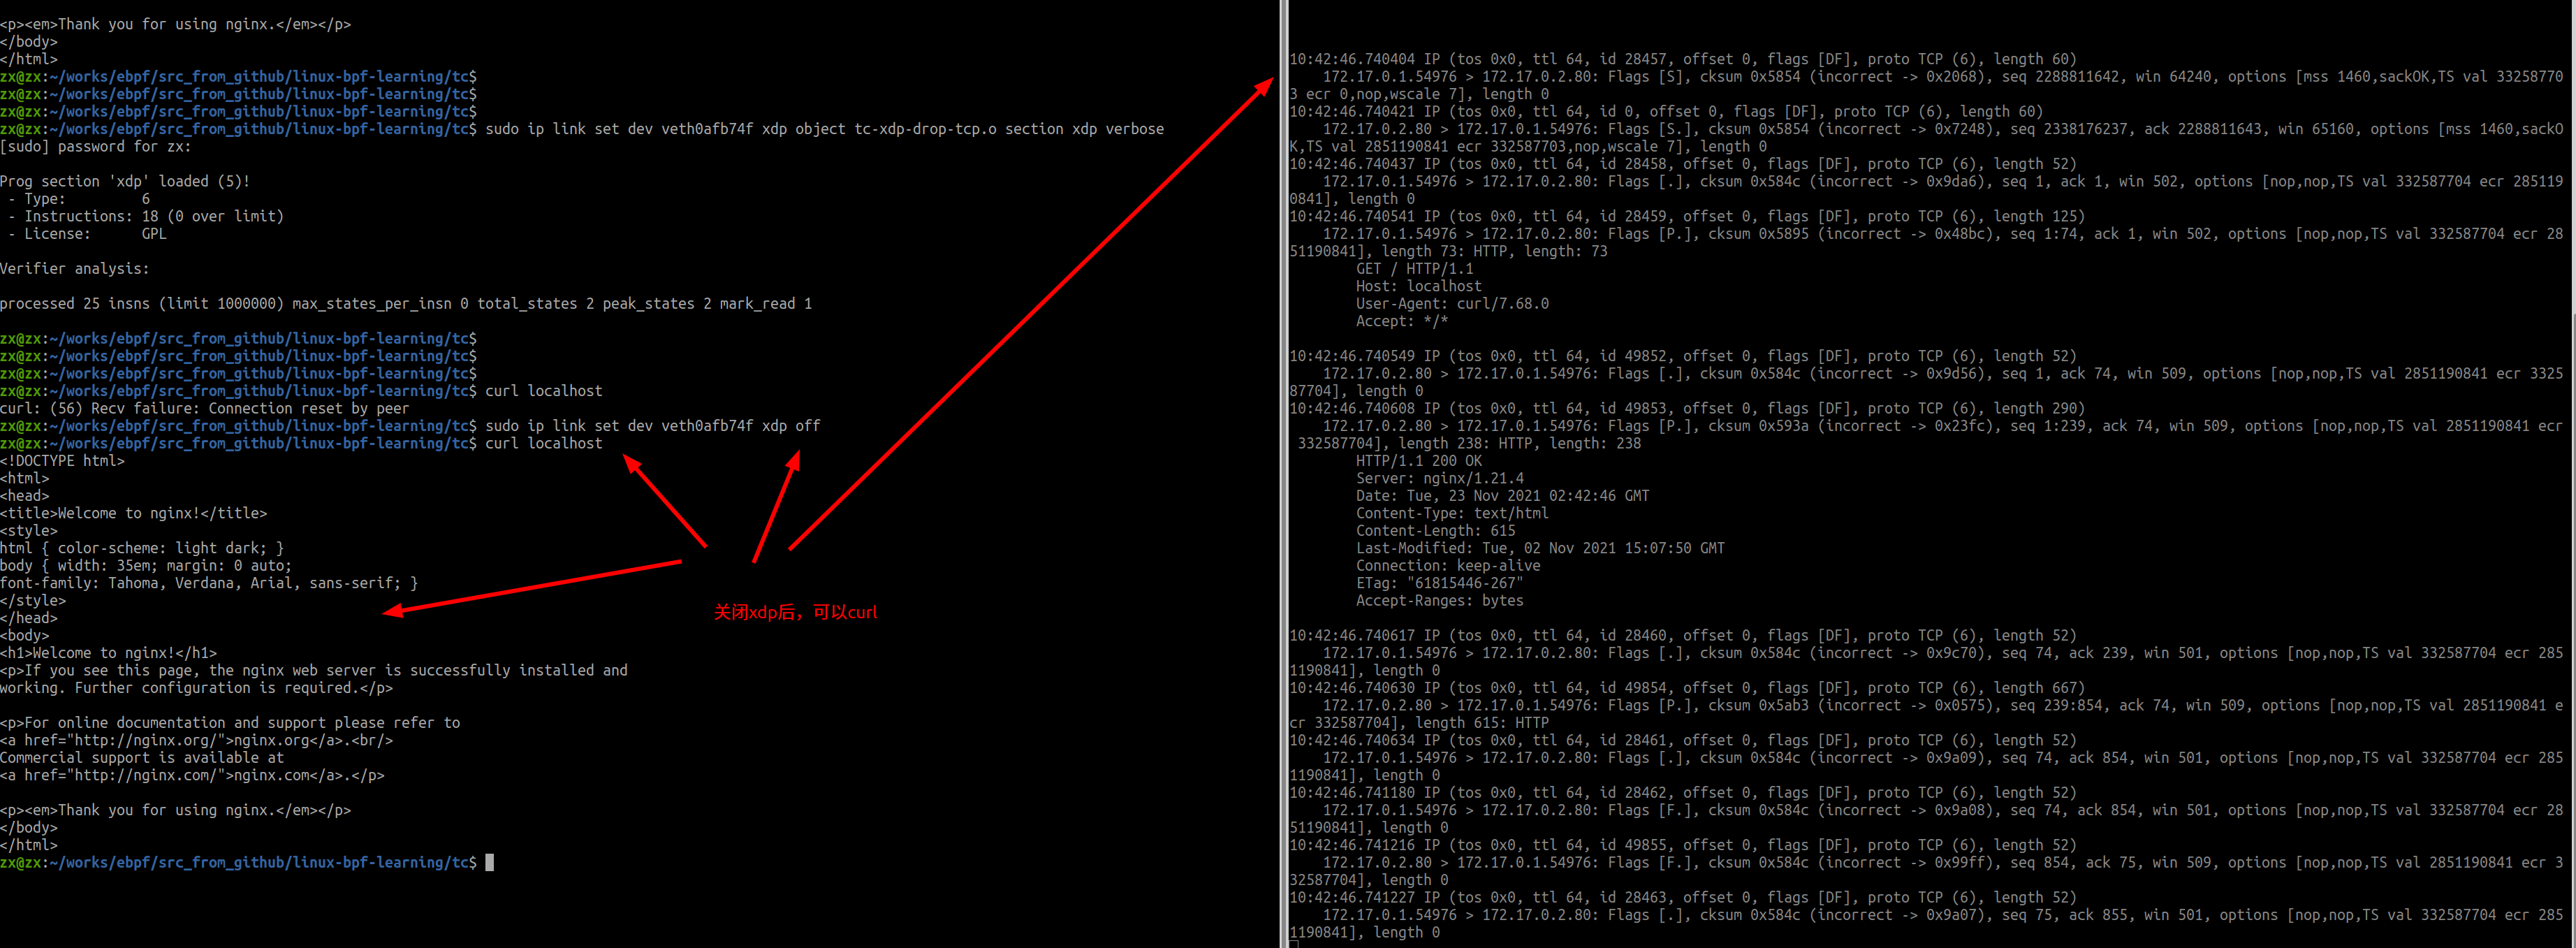 <p><em>Thank you for using nginx.</em></p>
</body>
</html>
zx@zx:~/works/ebpf/src_from_github/linux-bpf-learning/tc$
zx@zx:~/works/ebpf/src_from_github/linux-bpf-learning/tc$
zx@zx:~/works/ebpf/src_from_github/linux-bpf-learning/tc$
zx@zx:~/works/ebpf/src_from_github/linux-bpf-learning/tc$ sudo ip link set dev veth0afb74f xdp object tc-xdp-drop-tcp.o section xdp verbose
[sudo] password for zx:

Prog section 'xdp' loaded (5)!
 - Type:         6
 - Instructions: 18 (0 over limit)
 - License:      GPL

Verifier analysis:

processed 25 insns (limit 1000000) max_states_per_insn 0 total_states 2 peak_states 2 mark_read 1

zx@zx:~/works/ebpf/src_from_github/linux-bpf-learning/tc$
zx@zx:~/works/ebpf/src_from_github/linux-bpf-learning/tc$
zx@zx:~/works/ebpf/src_from_github/linux-bpf-learning/tc$
zx@zx:~/works/ebpf/src_from_github/linux-bpf-learning/tc$ curl localhost
curl: (56) Recv failure: Connection reset by peer
zx@zx:~/works/ebpf/src_from_github/linux-bpf-learning/tc$ sudo ip link set dev veth0afb74f xdp off
zx@zx:~/works/ebpf/src_from_github/linux-bpf-learning/tc$ curl localhost
<!DOCTYPE html>
<html>
<head>
<title>Welcome to nginx!</title>
<style>
html { color-scheme: light dark; }
body { width: 35em; margin: 0 auto;
font-family: Tahoma, Verdana, Arial, sans-serif; }
</style>
</head>
<body>
<h1>Welcome to nginx!</h1>
<p>If you see this page, the nginx web server is successfully installed and
working. Further configuration is required.</p>

<p>For online documentation and support please refer to
<a href="http://nginx.org/">nginx.org</a>.<br/>
Commercial support is available at
<a href="http://nginx.com/">nginx.com</a>.</p>

<p><em>Thank you for using nginx.</em></p>
</body>
</html>
zx@zx:~/works/ebpf/src_from_github/linux-bpf-learning/tc$
关闭xdp后，可以curl
10:42:46.740404 IP (tos 0x0, ttl 64, id 28457, offset 0, flags [DF], proto TCP (6), length 60)
    172.17.0.1.54976 > 172.17.0.2.80: Flags [S], cksum 0x5854 (incorrect -> 0x2068), seq 2288811642, win 64240, options [mss 1460,sackOK,TS val 33258770
3 ecr 0,nop,wscale 7], length 0
10:42:46.740421 IP (tos 0x0, ttl 64, id 0, offset 0, flags [DF], proto TCP (6), length 60)
    172.17.0.2.80 > 172.17.0.1.54976: Flags [S.], cksum 0x5854 (incorrect -> 0x7248), seq 2338176237, ack 2288811643, win 65160, options [mss 1460,sackO
K,TS val 2851190841 ecr 332587703,nop,wscale 7], length 0
10:42:46.740437 IP (tos 0x0, ttl 64, id 28458, offset 0, flags [DF], proto TCP (6), length 52)
    172.17.0.1.54976 > 172.17.0.2.80: Flags [.], cksum 0x584c (incorrect -> 0x9da6), seq 1, ack 1, win 502, options [nop,nop,TS val 332587704 ecr 285119
0841], length 0
10:42:46.740541 IP (tos 0x0, ttl 64, id 28459, offset 0, flags [DF], proto TCP (6), length 125)
    172.17.0.1.54976 > 172.17.0.2.80: Flags [P.], cksum 0x5895 (incorrect -> 0x48bc), seq 1:74, ack 1, win 502, options [nop,nop,TS val 332587704 ecr 28
51190841], length 73: HTTP, length: 73
        GET / HTTP/1.1
        Host: localhost
        User-Agent: curl/7.68.0
        Accept: */*

10:42:46.740549 IP (tos 0x0, ttl 64, id 49852, offset 0, flags [DF], proto TCP (6), length 52)
    172.17.0.2.80 > 172.17.0.1.54976: Flags [.], cksum 0x584c (incorrect -> 0x9d56), seq 1, ack 74, win 509, options [nop,nop,TS val 2851190841 ecr 3325
87704], length 0
10:42:46.740608 IP (tos 0x0, ttl 64, id 49853, offset 0, flags [DF], proto TCP (6), length 290)
    172.17.0.2.80 > 172.17.0.1.54976: Flags [P.], cksum 0x593a (incorrect -> 0x23fc), seq 1:239, ack 74, win 509, options [nop,nop,TS val 2851190841 ecr
 332587704], length 238: HTTP, length: 238
        HTTP/1.1 200 OK
        Server: nginx/1.21.4
        Date: Tue, 23 Nov 2021 02:42:46 GMT
        Content-Type: text/html
        Content-Length: 615
        Last-Modified: Tue, 02 Nov 2021 15:07:50 GMT
        Connection: keep-alive
        ETag: "61815446-267"
        Accept-Ranges: bytes

10:42:46.740617 IP (tos 0x0, ttl 64, id 28460, offset 0, flags [DF], proto TCP (6), length 52)
    172.17.0.1.54976 > 172.17.0.2.80: Flags [.], cksum 0x584c (incorrect -> 0x9c70), seq 74, ack 239, win 501, options [nop,nop,TS val 332587704 ecr 285
1190841], length 0
10:42:46.740630 IP (tos 0x0, ttl 64, id 49854, offset 0, flags [DF], proto TCP (6), length 667)
    172.17.0.2.80 > 172.17.0.1.54976: Flags [P.], cksum 0x5ab3 (incorrect -> 0x0575), seq 239:854, ack 74, win 509, options [nop,nop,TS val 2851190841 e
cr 332587704], length 615: HTTP
10:42:46.740634 IP (tos 0x0, ttl 64, id 28461, offset 0, flags [DF], proto TCP (6), length 52)
    172.17.0.1.54976 > 172.17.0.2.80: Flags [.], cksum 0x584c (incorrect -> 0x9a09), seq 74, ack 854, win 501, options [nop,nop,TS val 332587704 ecr 285
1190841], length 0
10:42:46.741180 IP (tos 0x0, ttl 64, id 28462, offset 0, flags [DF], proto TCP (6), length 52)
    172.17.0.1.54976 > 172.17.0.2.80: Flags [F.], cksum 0x584c (incorrect -> 0x9a08), seq 74, ack 854, win 501, options [nop,nop,TS val 332587704 ecr 28
51190841], length 0
10:42:46.741216 IP (tos 0x0, ttl 64, id 49855, offset 0, flags [DF], proto TCP (6), length 52)
    172.17.0.2.80 > 172.17.0.1.54976: Flags [F.], cksum 0x584c (incorrect -> 0x99ff), seq 854, ack 75, win 509, options [nop,nop,TS val 2851190841 ecr 3
32587704], length 0
10:42:46.741227 IP (tos 0x0, ttl 64, id 28463, offset 0, flags [DF], proto TCP (6), length 52)
    172.17.0.1.54976 > 172.17.0.2.80: Flags [.], cksum 0x584c (incorrect -> 0x9a07), seq 75, ack 855, win 501, options [nop,nop,TS val 332587704 ecr 285
1190841], length 0